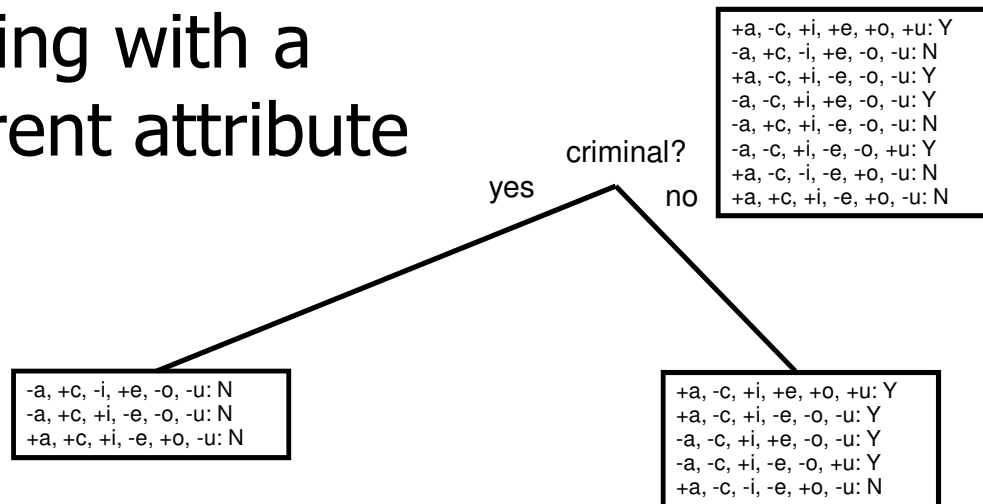 ing with a
rent attribute
+a, -c, +i, +e, +o, +u: Y
-a, +c, -i, +e, -o, -u: N
+a, -c, +i, -e, -o, -u: Y
-a, -c, +i, +e, -o, -u: Y
-a, +c, +i, -e, -o, -u: N
-a, -c, +i, -e, -o, +u: Y
+a, -c, -i, -e, +o, -u: N
+a, +c, +i, -e, +o, -u: N
criminal?
yes
no
-a, +c, -i, +e, -o, -u: N
-a, +c, +i, -e, -o, -u: N
+a, +c, +i, -e, +o, -u: N
+a, -c, +i, +e, +o, +u: Y
+a, -c, +i, -e, -o, -u: Y
-a, -c, +i, +e, -o, -u: Y
-a, -c, +i, -e, -o, +u: Y
+a, -c, -i, -e, +o, -u: N